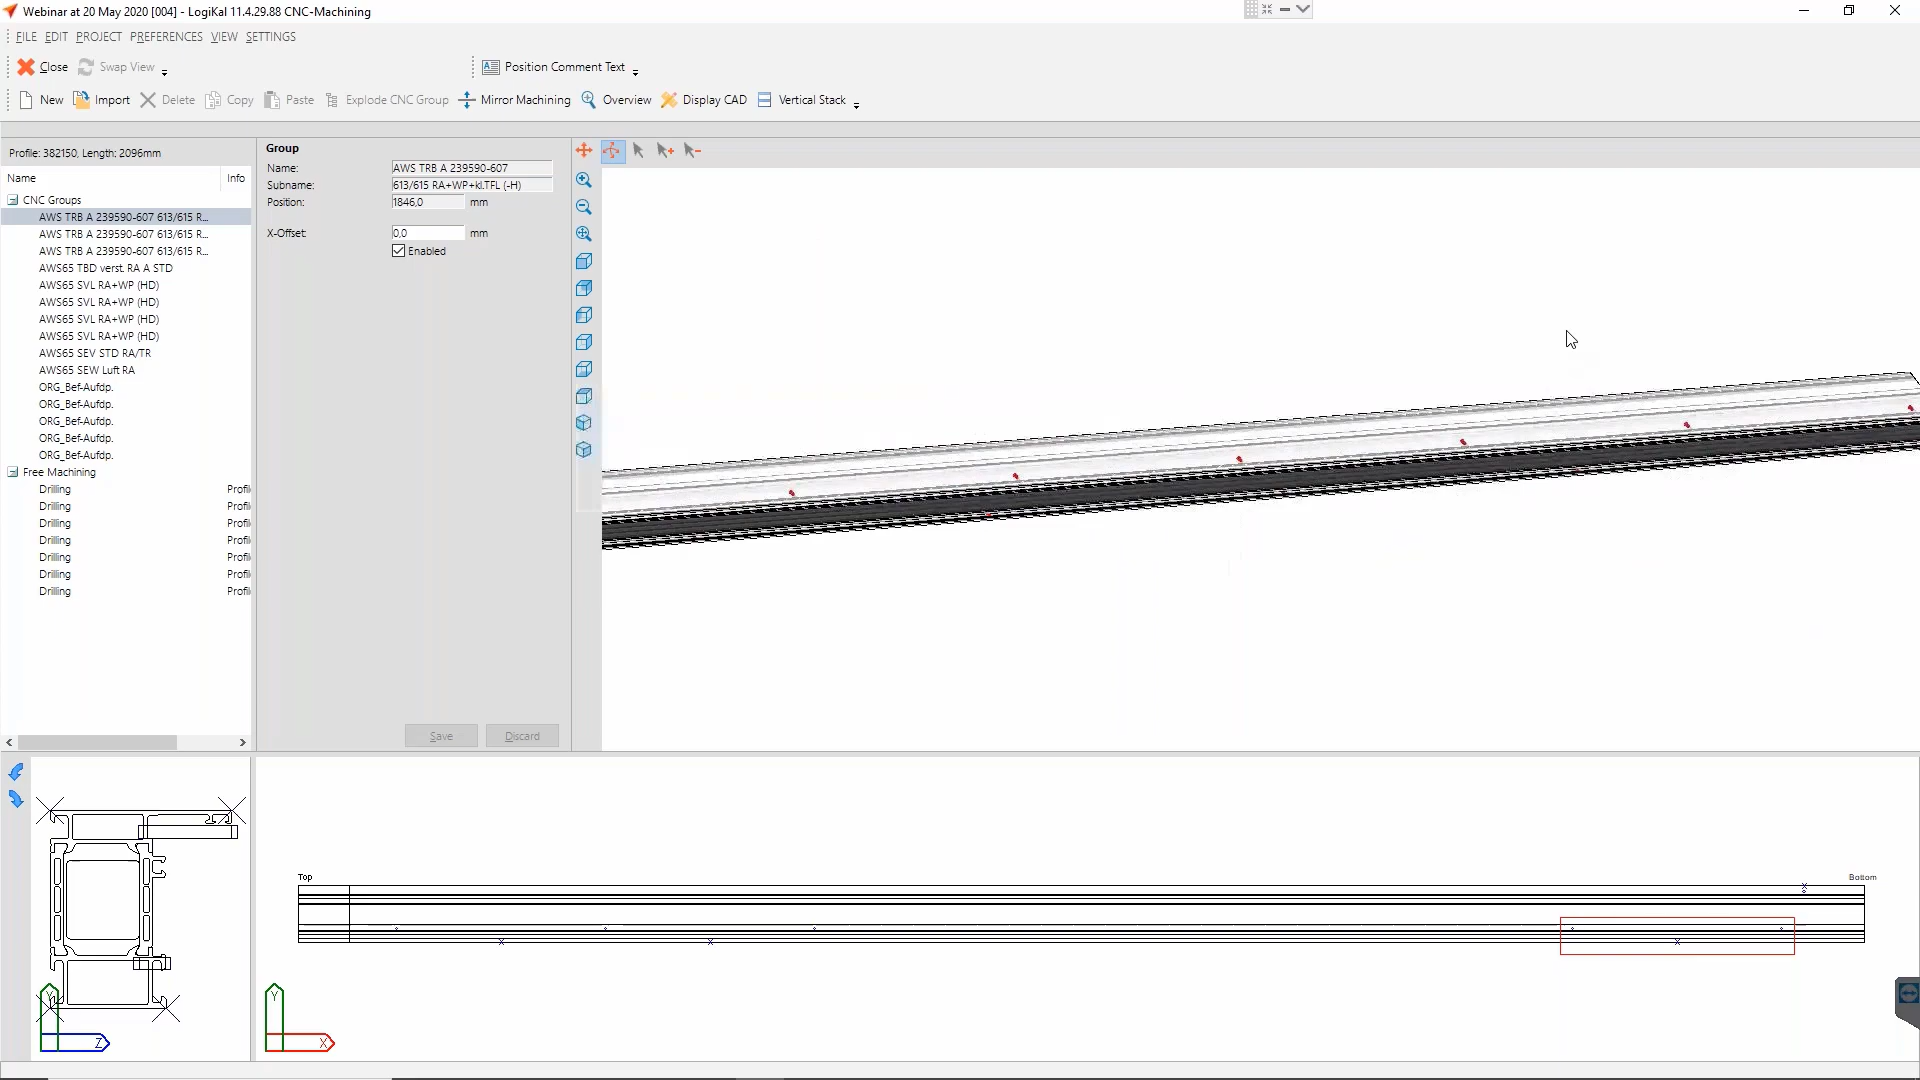 Webinar at 20 May 2020 [004] - LogiKal 11.4.29.88 CNC-Machining
FILE EDIT PROJECT PREFERENCES VIEW SETTINGS
Close Swap View Position Comment Text
New Import Delete Copy Paste Explode CNC Group Mirror Machining Overview Display CAD Vertical Stack
Profile: 382150, Length: 2096mm
Name Info
CNC Groups
AWS TRB A 239590-607 613/615 R...
AWS TRB A 239590-607 613/615 R...
AWS TRB A 239590-607 613/615 R...
AWS65 TBD verst. RA A STD
AWS65 SVL RA+WP (HD)
AWS65 SVL RA+WP (HD)
AWS65 SVL RA+WP (HD)
AWS65 SVL RA+WP (HD)
AWS65 SEV STD RA/TR
AWS65 SEW Luft RA
ORG_Bef-Aufdp.
ORG_Bef-Aufdp.
ORG_Bef-Aufdp.
ORG_Bef-Aufdp.
ORG_Bef-Aufdp.
Free Machining
Drilling Profil
Drilling Profil
Drilling Profil
Drilling Profil
Drilling Profil
Drilling Profil
Drilling Profil
Group
Name: AWS TRB A 239590-607
Subname: 613/615 RA+WP+kl.TFL (-H)
Position: 1846,0 mm
X-Offset: 0,0 mm
Enabled
Save Discard
Top
Bottom
Y
Z
Y
X